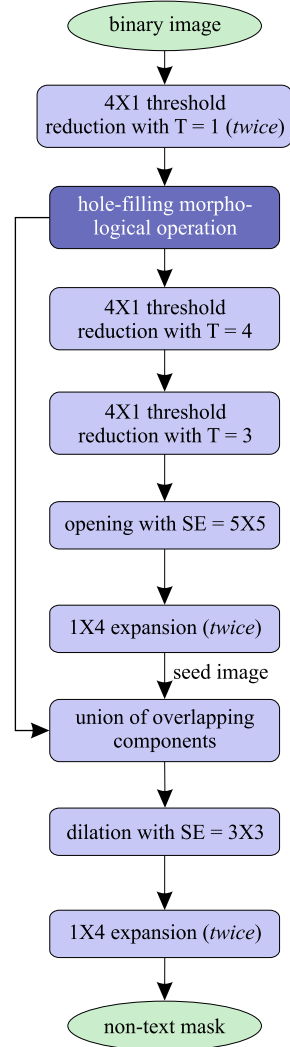 binary image
4X1 threshold
reduction with T = 1 (twice)
hole-filling morpho-
logical operation
4X1 threshold
reduction with T = 4
4X1 threshold
reduction with T = 3
opening with SE = 5X5
1X4 expansion (twice)
seed image
union of overlapping
components
dilation with SE = 3X3
1X4 expansion (twice)
non-text mask